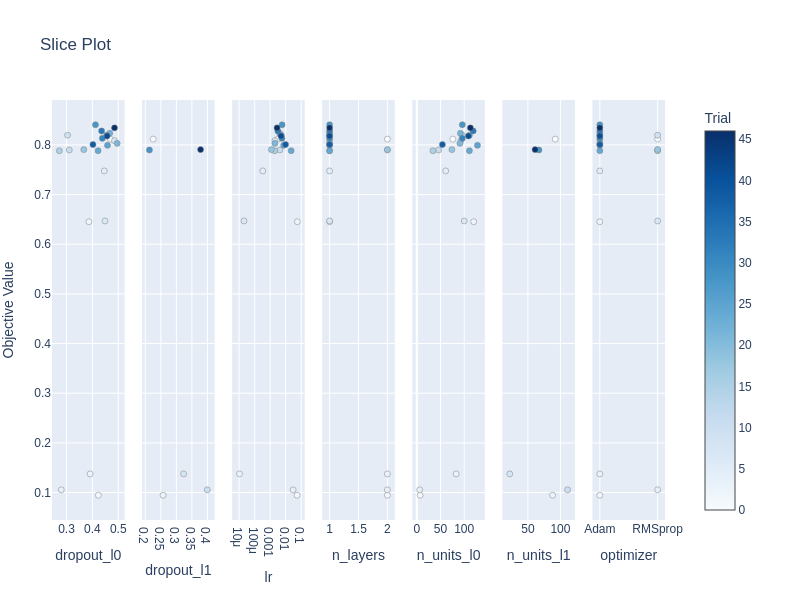 Slice Plot
Trial
Objective Value
0.8
0.7
0.6
0.5
0.4
0.3
0.2
0.1
45
40
35
30
25
20
15
10
5
0
0.3 0.4 0.5
0.2 0.25 0.3 0.35 0.4
10μ 100μ 0.001 0.01 0.1
1 1.5 2
0 50 100
50 100
Adam RMSprop
dropout_l0
dropout_l1
lr
n_layers
n_units_l0
n_units_l1
optimizer